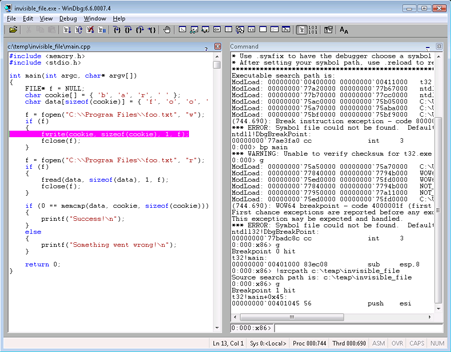 invisible_file.exe - WinDbg:6.6.0007.4
File Edit View Debug Window Help
c:\temp\invisible_file\main.cpp
#include <memory.h>
#include <stdio.h>
int main(int argc, char* argv[])
{
FILE* f = NULL;
char cookie[] = { 'b', 'a', 'r', ' ' };
char data[sizeof(cookie)] = { 'f', 'o', 'o', '
f = fopen("C:\\Program Files\\foo.txt", "w");
if (f)
{
fwrite(cookie, sizeof(cookie), 1, f)
fclose(f);
}
f = fopen("C:\\Program Files\\foo.txt", "r");
if (f)
{
fread(data, sizeof(data), 1, f);
fclose(f);
}
if (0 == memcmp(data, cookie, sizeof(cookie)))
{
printf("Success!\n");
}
else
{
printf("Something went wrong!\n");
}
return 0;
}
Command
* Use .symfix to have the debugger choose a symbol
* After setting your symbol path, use .reload to
Executable search path is:
ModLoad: 00000000`00400000 00000000`00411000 t32
ModLoad: 00000000`77a20000 00000000`77b67000 ntd
ModLoad: 00000000`77bd0000 00000000`77d30000 ntd
ModLoad: 00000000`75ac0000 00000000`75b05000 C:\
ModLoad: 00000000`75a60000 00000000`75aba000 C:\
ModLoad: 00000000`75bf0000 00000000`75bf9000 C:\
(744.690): Break instruction exception - code 8000
*** ERROR: Symbol file could not be found. Default
ntdll!DbgBreakPoint:
00000000`77ae3fa0 cc int 3
0:000> bp main
*** WARNING: Unable to verify checksum for t32.exe
0:000> g
ModLoad:
ModLoad: 00000000`77840000 00000000`7794b000 WOW
ModLoad: 00000000`75ed0000 00000000`75fd0000 WOW
ModLoad: 00000000`77950000 00000000`77a11000 NOT_
ModLoad: 00000000`77840000 00000000`7794b000 NOT_
ModLoad: 00000000`75ed0000 00000000`75fd0000 C:\W
(744.690): WOW64 breakpoint - code 4000001f (first
First chance exceptions are reported before any exc
This exception may be expected and handled.
*** ERROR: Symbol file could not be found. Default
ntdll32!DbgBreakPoint:
00000000`77badc8c cc int 3
0:000:x86> g
Breakpoint 0 hit
t32!main:
00000000`00401000 83ec08 sub esp,8
0:000:x86> !srcpath c:\temp\invisible_file
Source search path is: c:\temp\invisible_file
0:000:x86> g
Breakpoint 1 hit
t32!main+0x45:
00000000`00401045 56 push esi
0:000:x86>
Ln 13, Col 1 Sys 0:<Local> Proc 000:744 Thrd 000:690 ASM OVR CAPS NUM